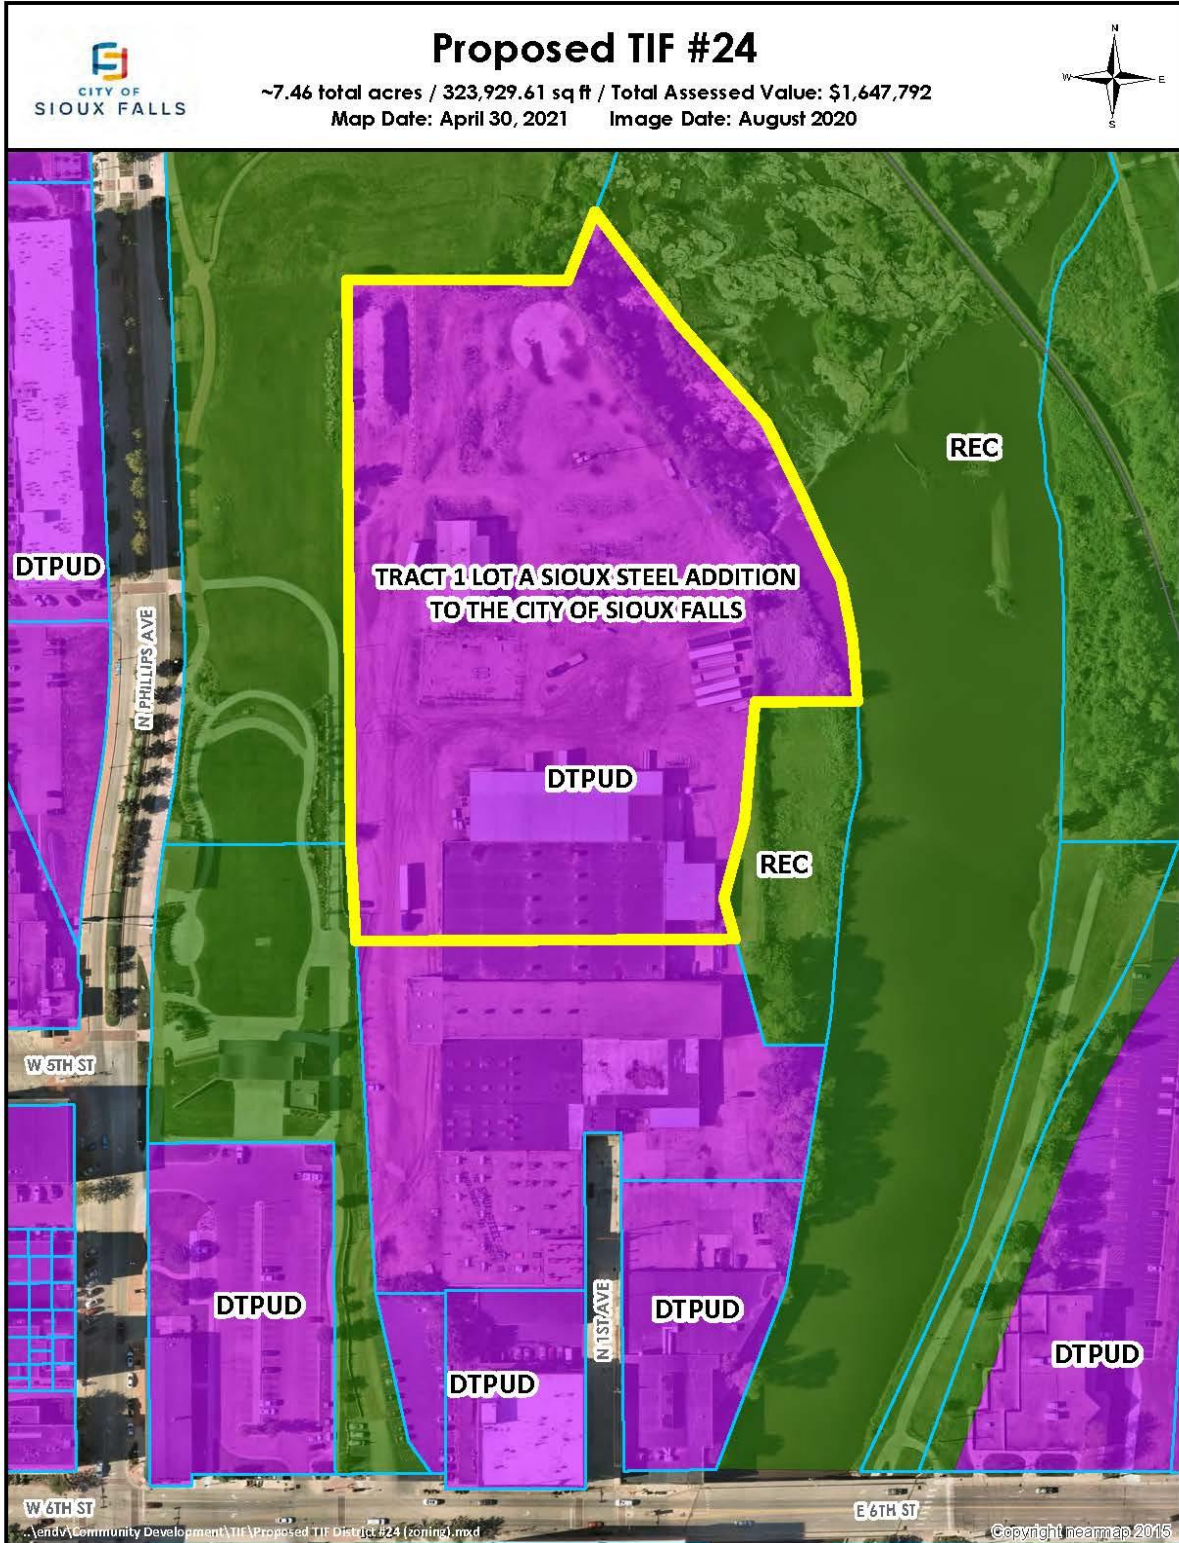 CITY OF
SIOUX FALLS
Proposed TIF #24
~7.46 total acres / 323,929.61 sq ft / Total Assessed Value: $1,647,792
Map Date: April 30, 2021 Image Date: August 2020
N
W
E
S
REC
DTPUD
TRACT 1 LOT A SIOUX STEEL ADDITION
TO THE CITY OF SIOUX FALLS
N PHILLIPS AVE
DTPUD
REC
W 5TH ST
N 1ST AVE
DTPUD
DTPUD
DTPUD
DTPUD
W 6TH ST
E 6TH ST
..\endv\Community Development\TIF\Proposed TIF District #24 (zoning).mxd
Copyright nearmap 2015